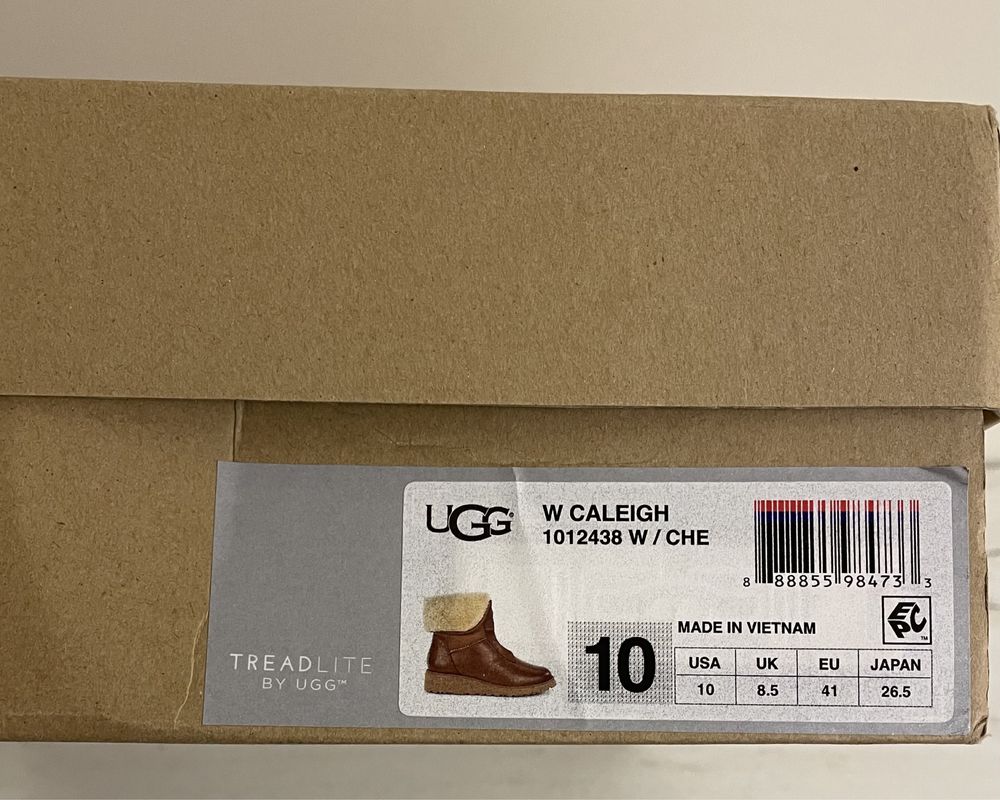 UGG®
W CALEIGH
1012438 W / CHE
8 88855 98473 3
EPC™
MADE IN VIETNAM
10
USA UK EU JAPAN
10 8.5 41 26.5
TREADLITE
BY UGG™